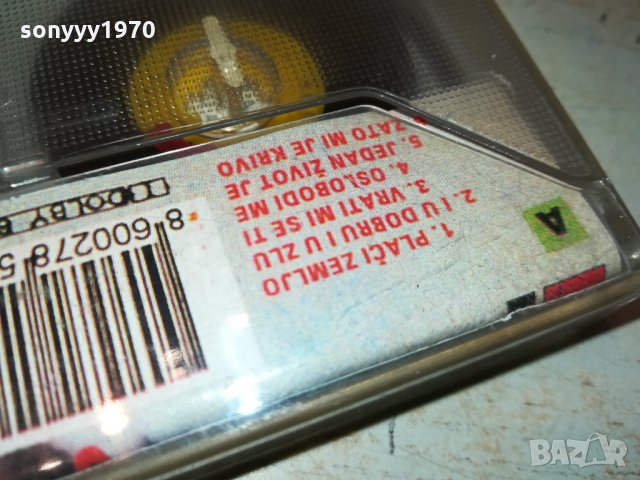 sonyyy1970
A
1. PLAČI ZEMLJO
2. I U DOBRU I U ZLU
3. VRATI MI SE TI
4. OSLOBODI ME
5. JEDAN ŽIVOT JE
ZATO MI JE KRIVO
DOLBY
8 600278 5
BAZAR